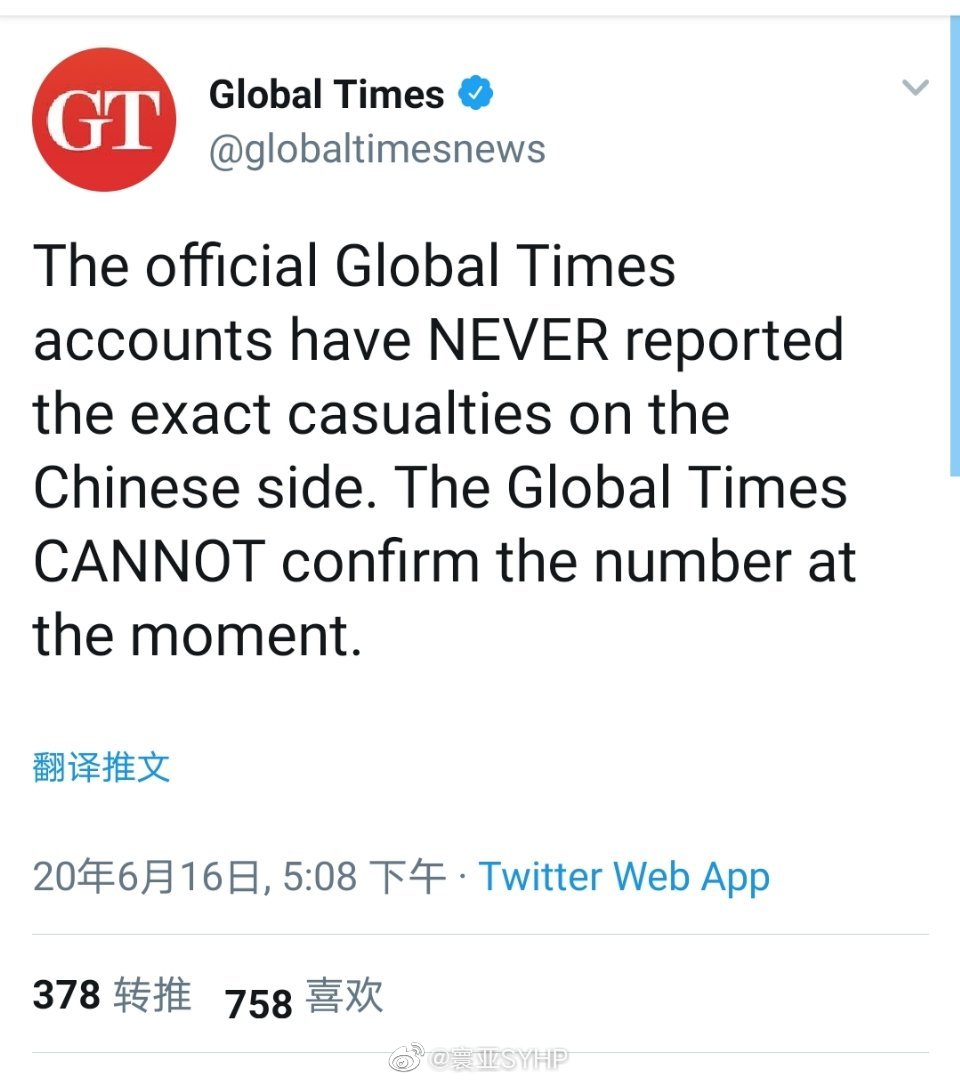 GT
Global Times
@globaltimesnews
The official Global Times
accounts have NEVER reported
the exact casualties on the
Chinese side. The Global Times
CANNOT confirm the number at
the moment.
翻译推文
20年6月16日, 5:08 下午 · Twitter Web App
378 转推 758 喜欢
@寰亚SYHP